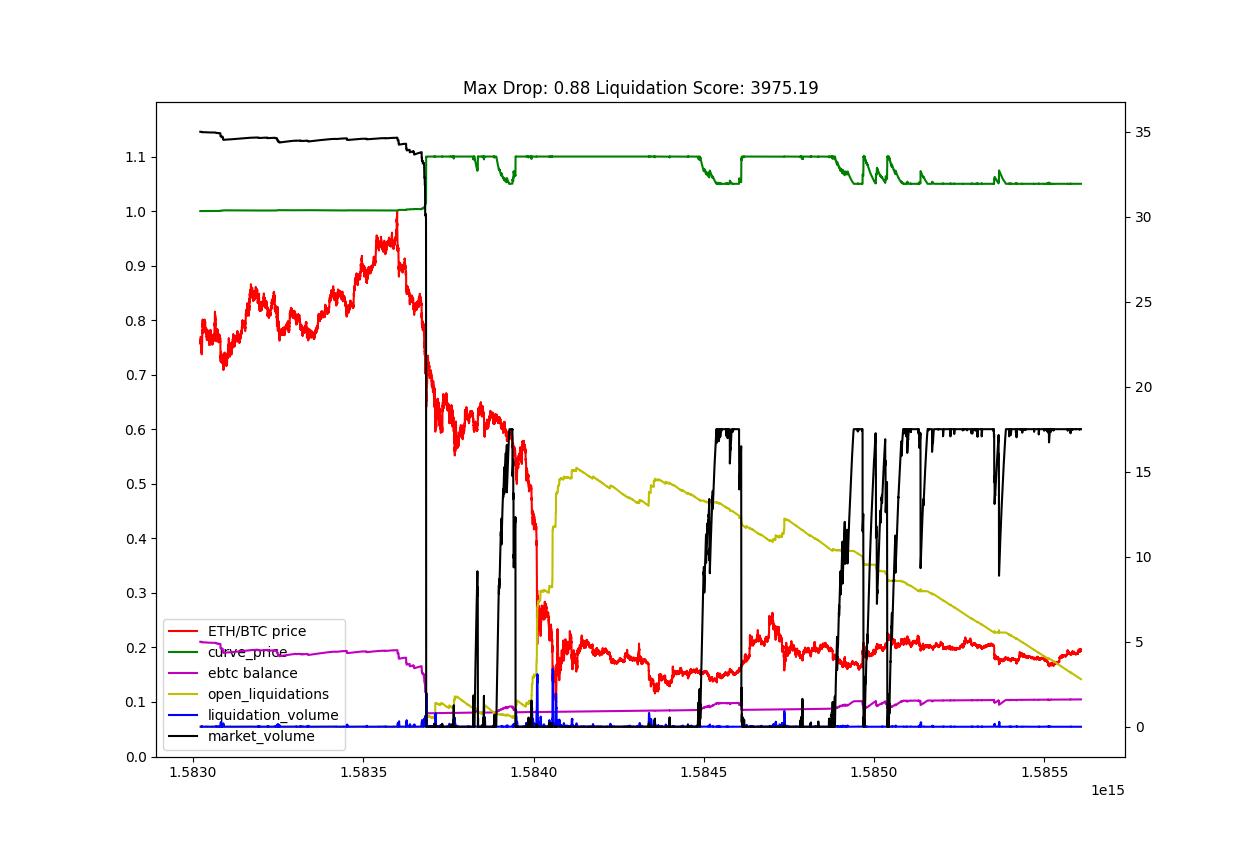 Max Drop: 0.88 Liquidation Score: 3975.19
1.1
1.0
0.9
0.8
0.7
0.6
0.5
0.4
0.3
0.2
0.1
0.0
35
30
25
20
15
10
5
0
ETH/BTC price
curve_price
ebtc balance
open_liquidations
liquidation_volume
market_volume
1.5830 1.5835 1.5840 1.5845 1.5850 1.5855
1e15